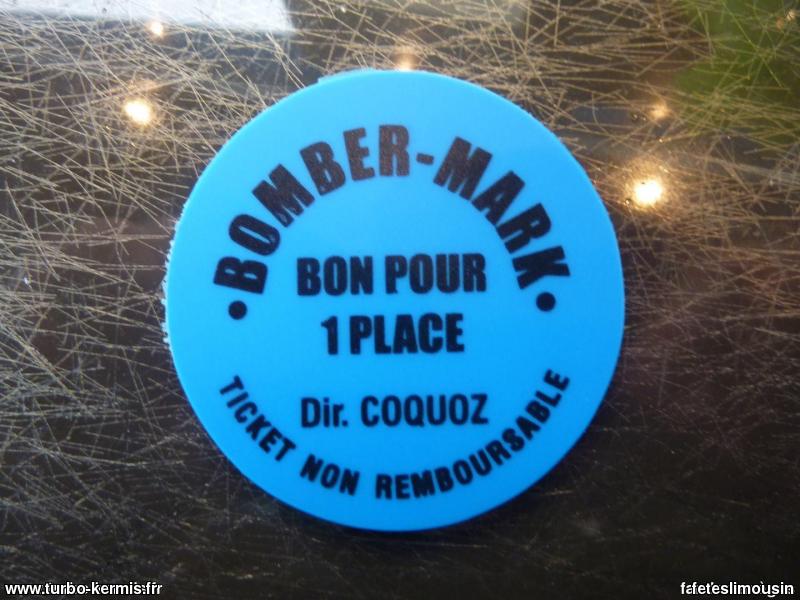 BOMBER-MARK
BON POUR
1 PLACE
Dir. COQUOZ
TICKET NON REMBOURSABLE
www.turbo-kermis.fr
fafeteslimousin